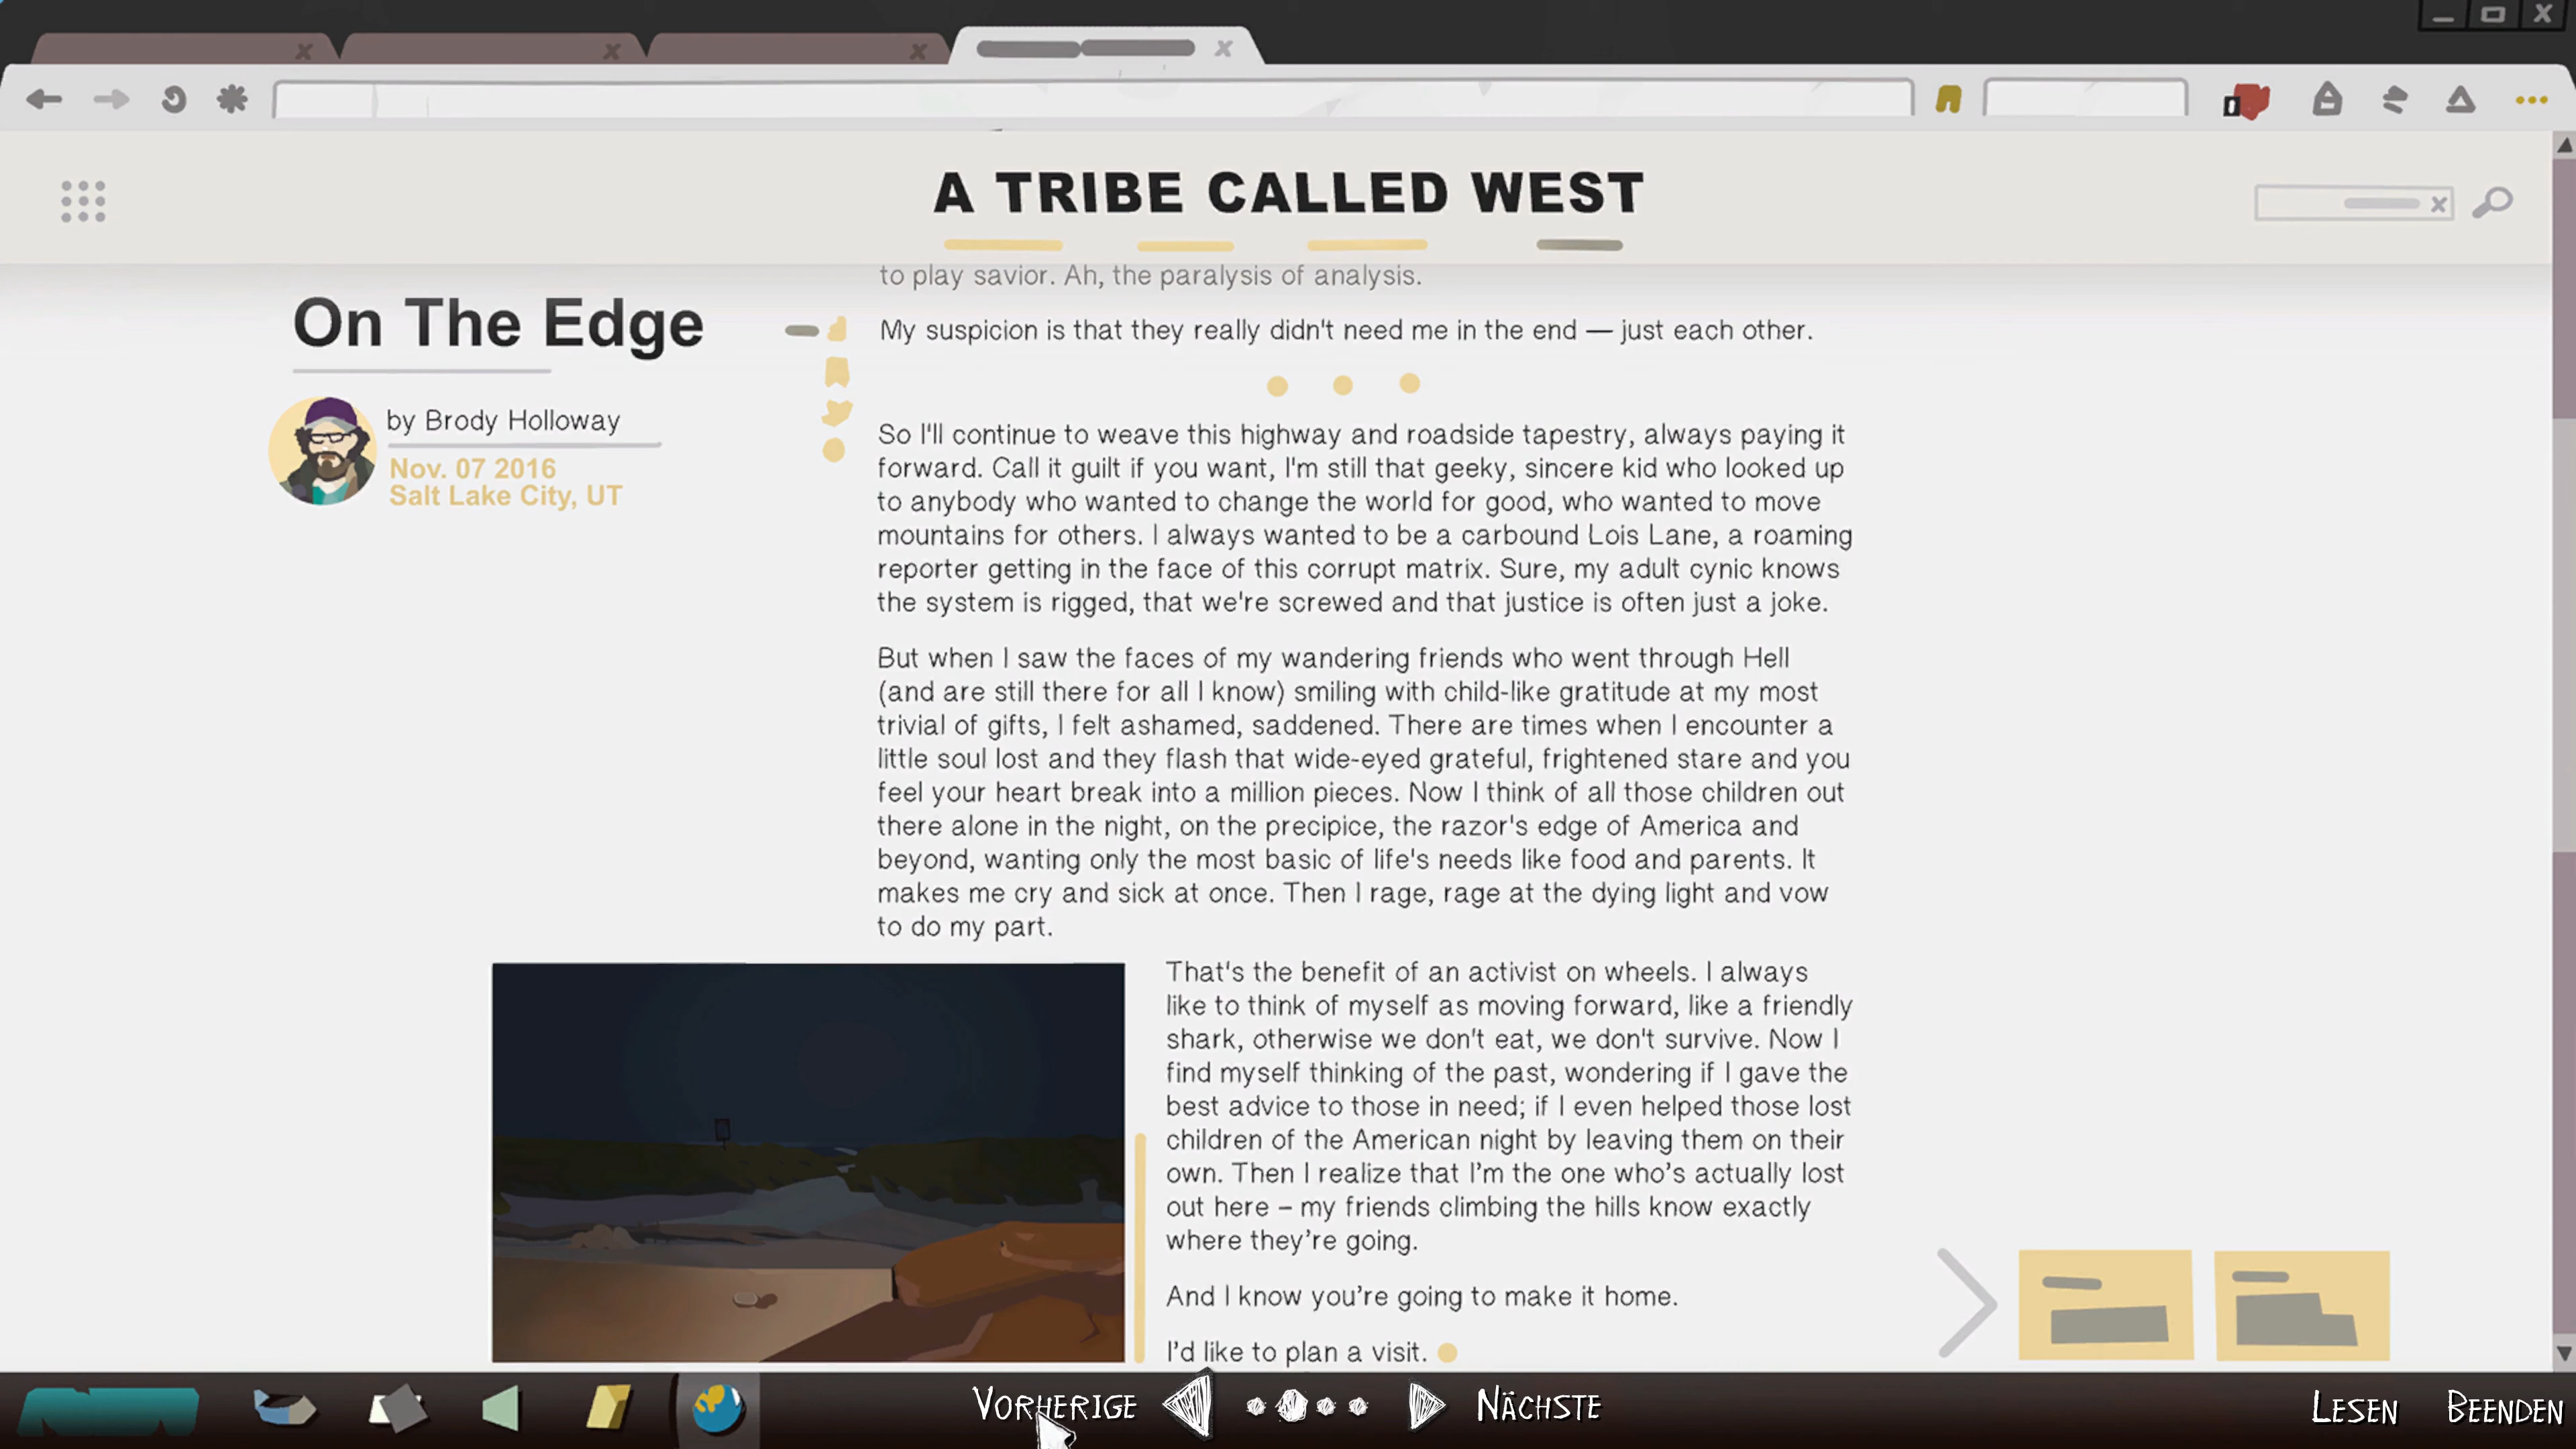 A TRIBE CALLED WEST
On The Edge
by Brody Holloway
Nov. 07 2016
Salt Lake City, UT
to play savior. Ah, the paralysis of analysis.
My suspicion is that they really didn't need me in the end — just each other.
So I'll continue to weave this highway and roadside tapestry, always paying it
forward. Call it guilt if you want, I'm still that geeky, sincere kid who looked up
to anybody who wanted to change the world for good, who wanted to move
mountains for others. I always wanted to be a carbound Lois Lane, a roaming
reporter getting in the face of this corrupt matrix. Sure, my adult cynic knows
the system is rigged, that we're screwed and that justice is often just a joke.
But when I saw the faces of my wandering friends who went through Hell
(and are still there for all I know) smiling with child-like gratitude at my most
trivial of gifts, I felt ashamed, saddened. There are times when I encounter a
little soul lost and they flash that wide-eyed grateful, frightened stare and you
feel your heart break into a million pieces. Now I think of all those children out
there alone in the night, on the precipice, the razor's edge of America and
beyond, wanting only the most basic of life's needs like food and parents. It
makes me cry and sick at once. Then I rage, rage at the dying light and vow
to do my part.
That's the benefit of an activist on wheels. I always
like to think of myself as moving forward, like a friendly
shark, otherwise we don't eat, we don't survive. Now I
find myself thinking of the past, wondering if I gave the
best advice to those in need; if I even helped those lost
children of the American night by leaving them on their
own. Then I realize that I'm the one who's actually lost
out here – my friends climbing the hills know exactly
where they're going.
And I know you're going to make it home.
I'd like to plan a visit.
VORHERIGE
NÄCHSTE
LESEN
BEENDEN